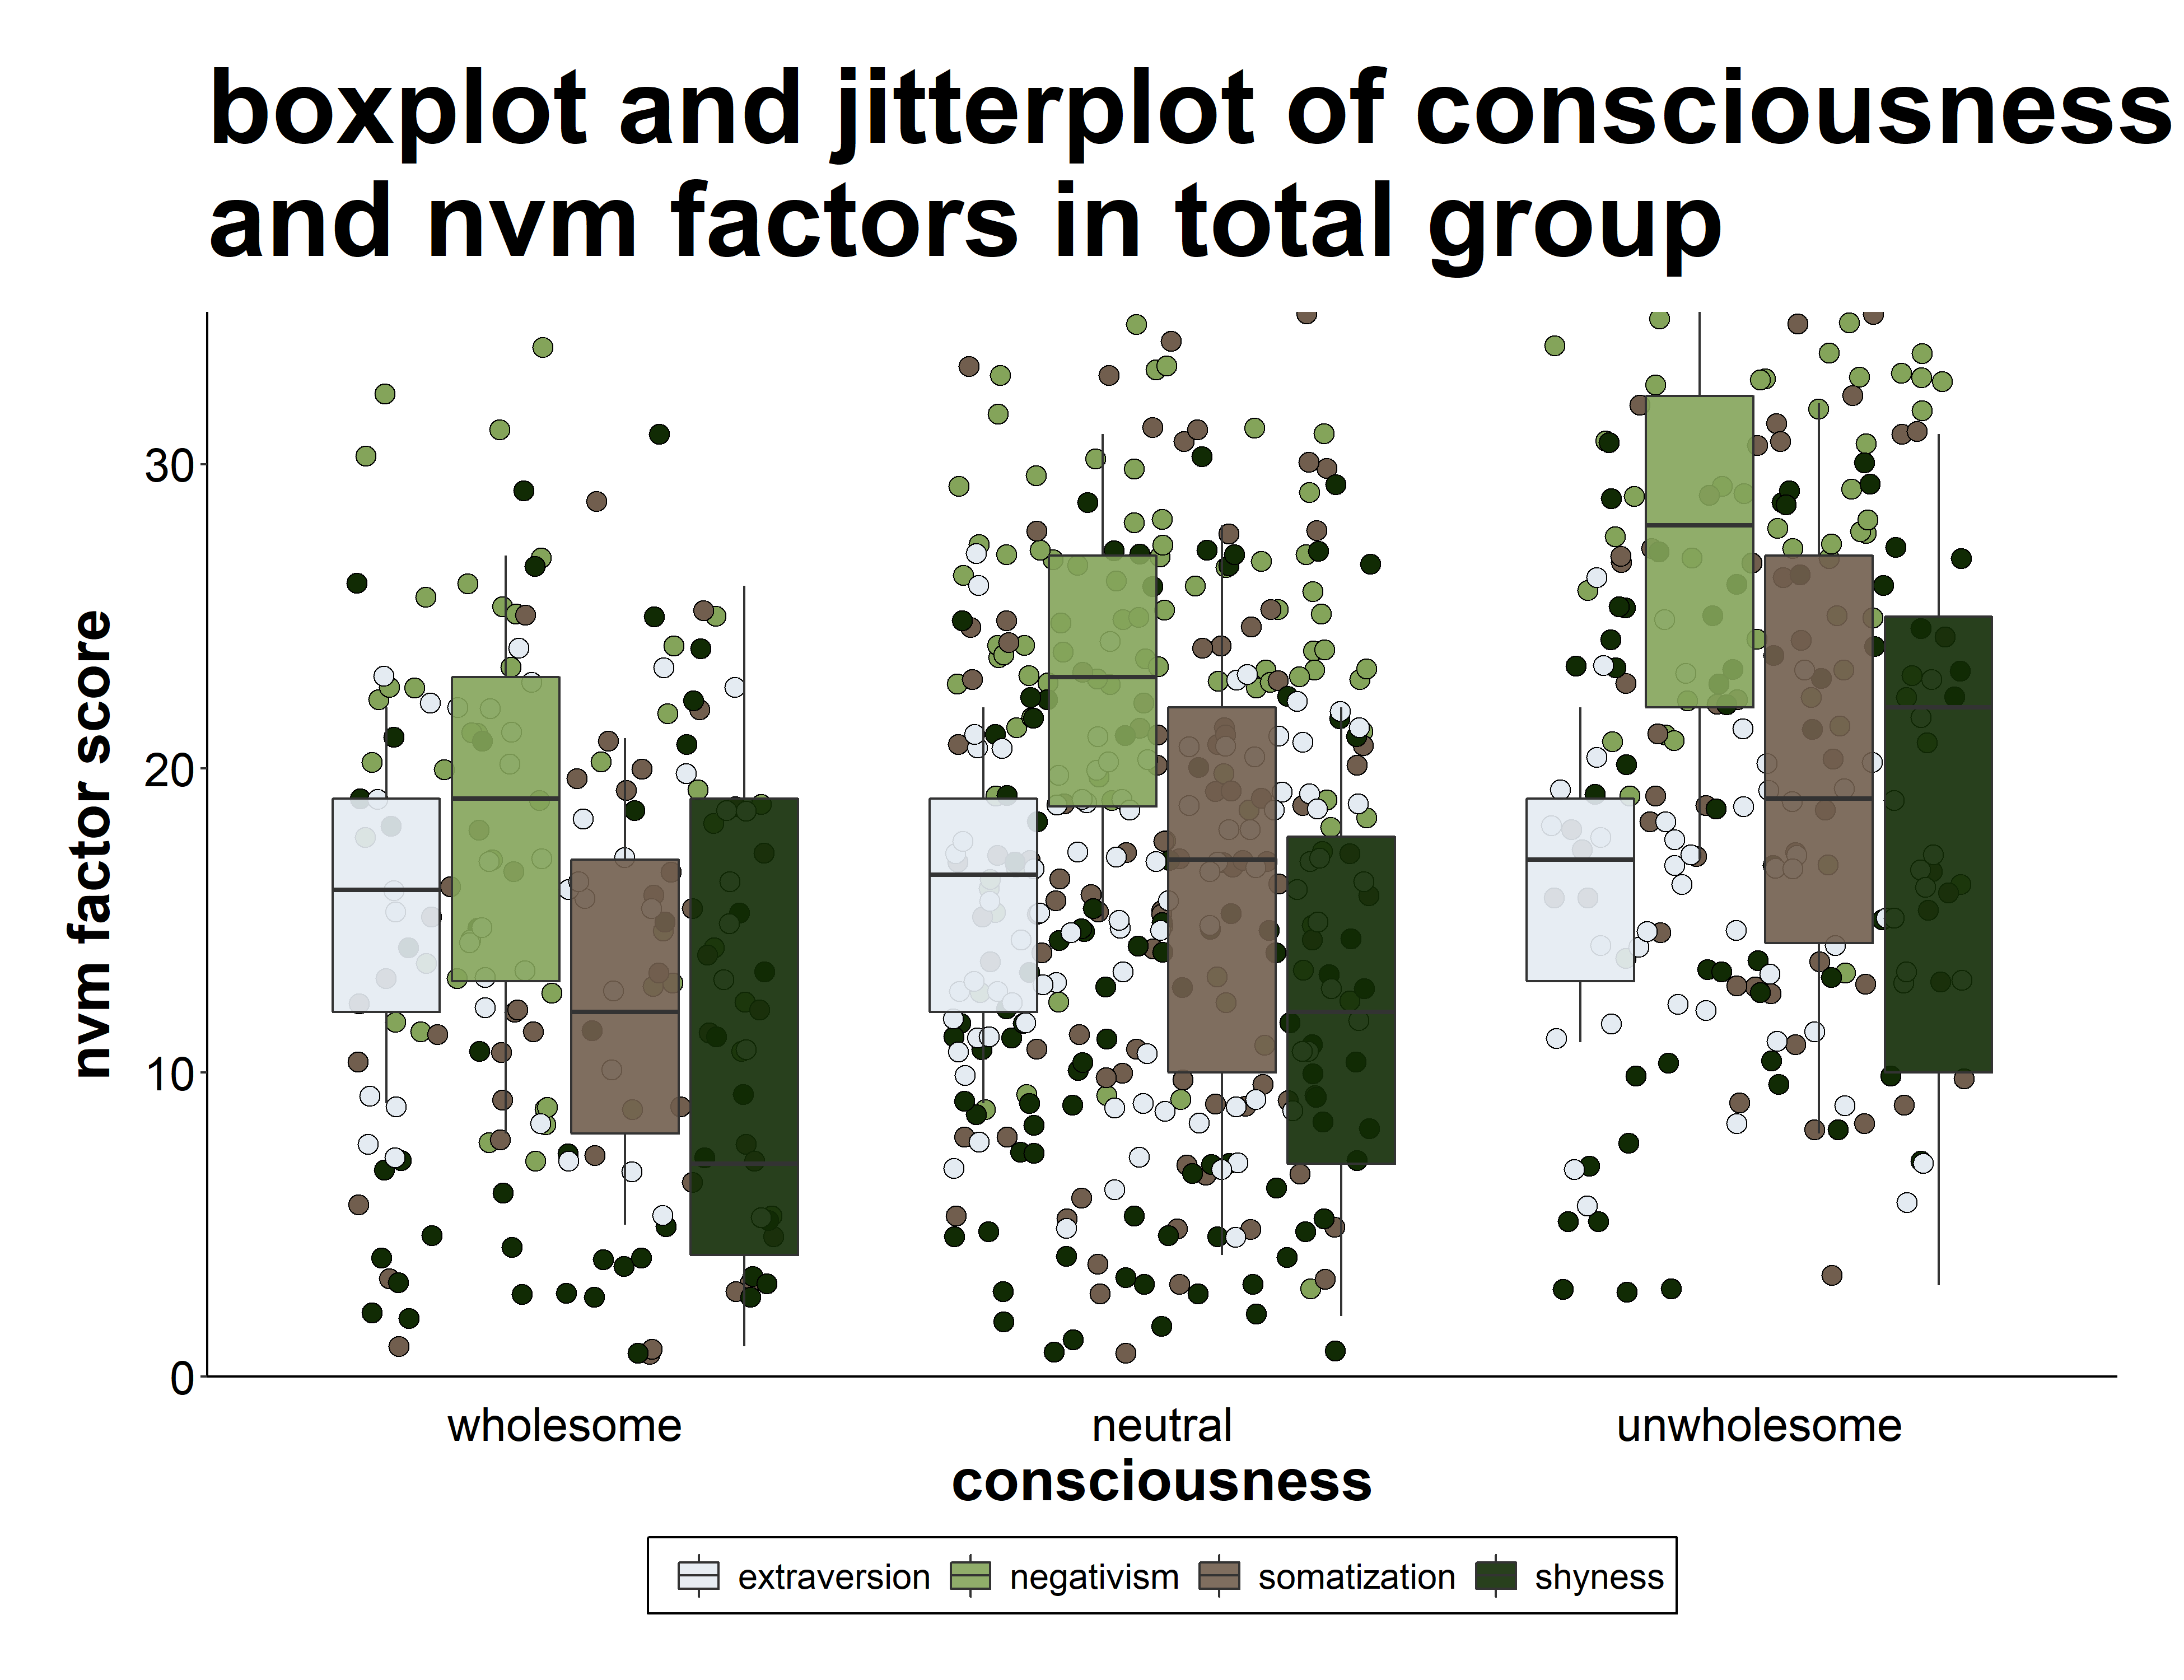 boxplot and jitterplot of consciousness
and nvm factors in total group
nvm factor score
30
20
10
0
wholesome neutral unwholesome
consciousness
extraversion negativism somatization shyness